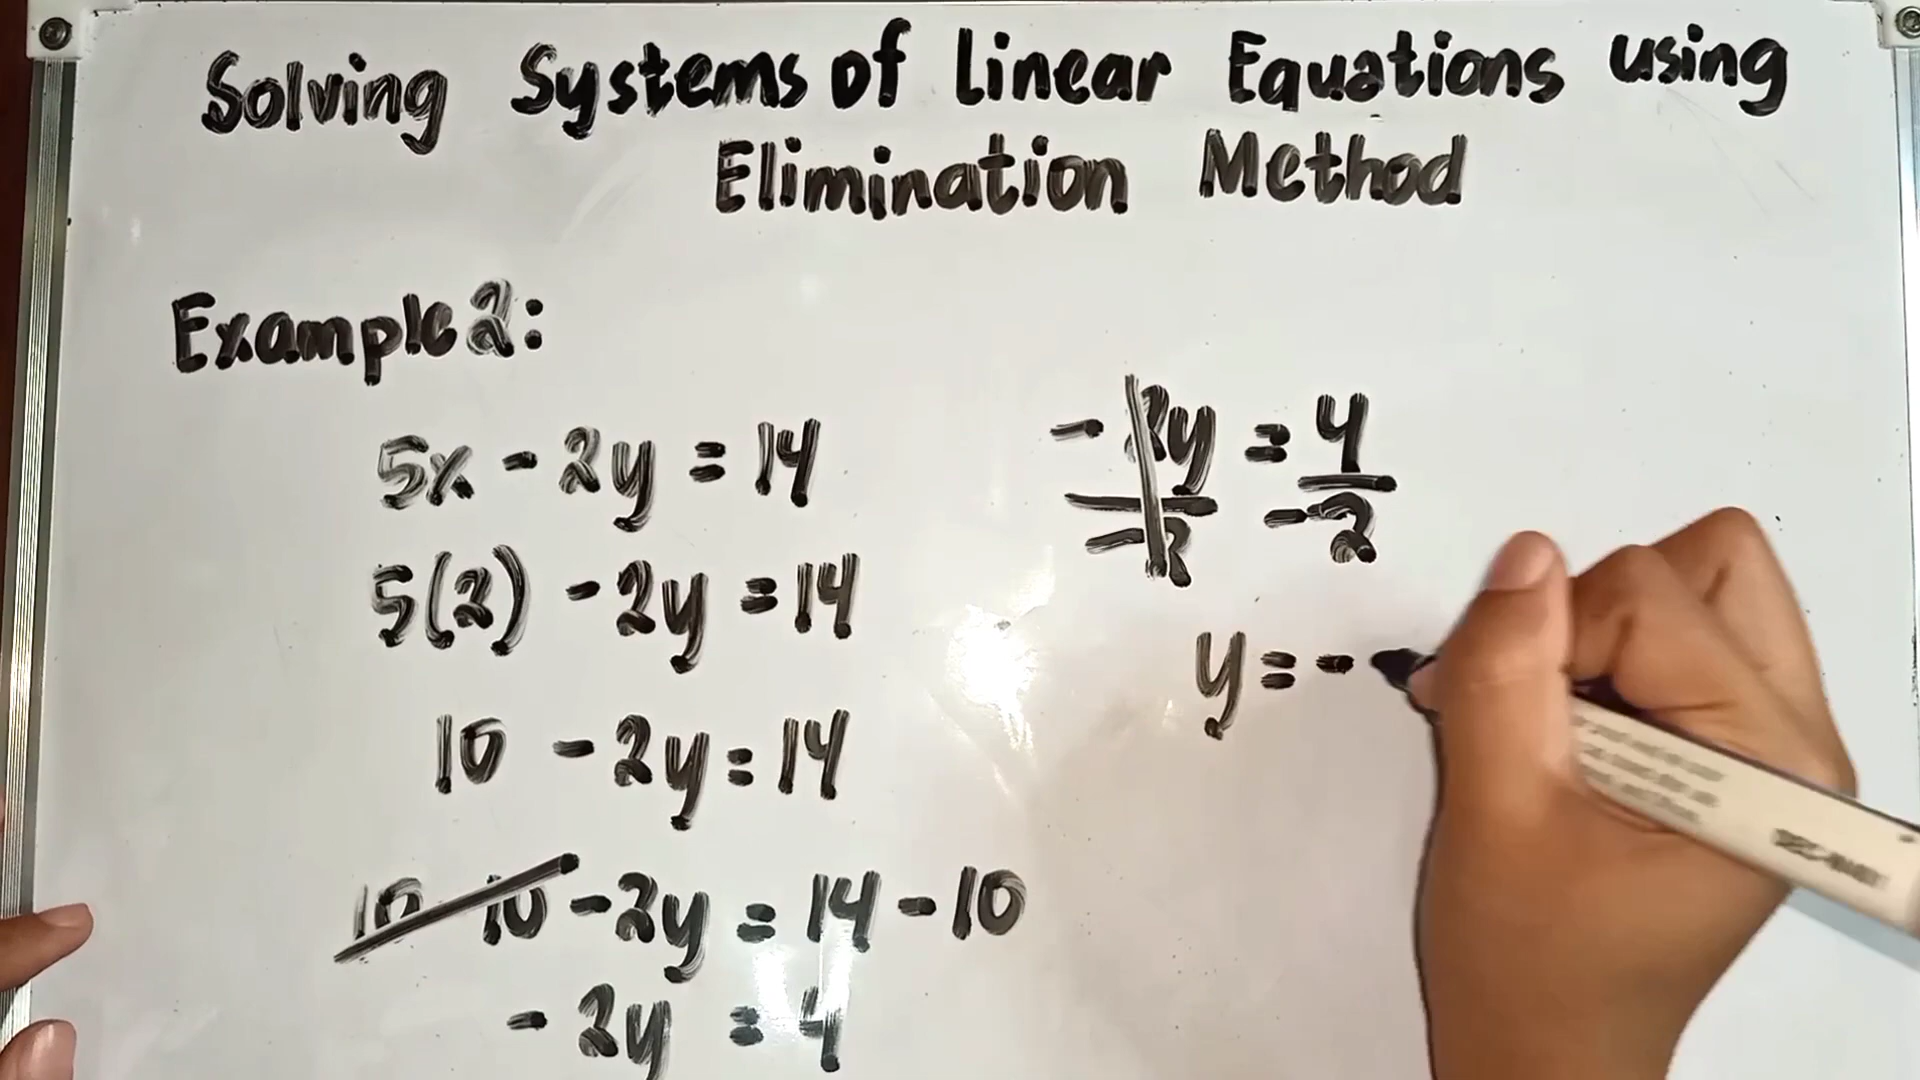 Solving Systems of Linear Equations using
Elimination Method
Example 2:
5x - 2y = 14
5(2) - 2y = 14
10 - 2y = 14
10 - 10 - 2y = 14 - 10
- 2y = 4
- 2y = 4
-2 -2
y = -